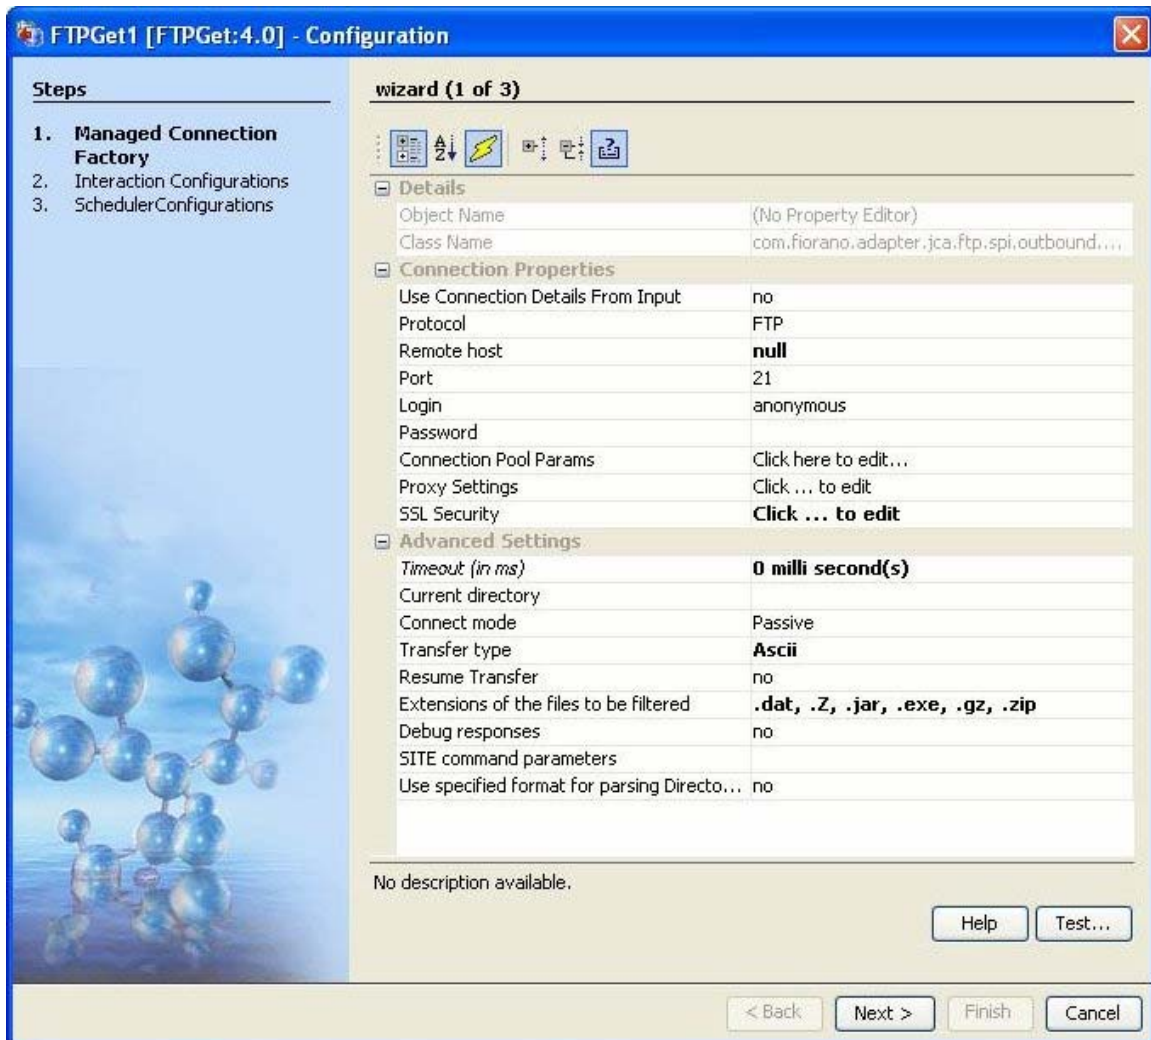 FTPGet1 [FTPGet:4.0] - Configuration
Steps
1. Managed Connection
Factory
2. Interaction Configurations
3. SchedulerConfigurations
wizard (1 of 3)
Details
Object Name (No Property Editor)
Class Name com.fiorano.adapter.jca.ftp.spi.outbound....
Connection Properties
Use Connection Details From Input no
Protocol FTP
Remote host null
Port 21
Login anonymous
Password
Connection Pool Params Click here to edit...
Proxy Settings Click ... to edit
SSL Security Click ... to edit
Advanced Settings
Timeout (in ms) 0 milli second(s)
Current directory
Connect mode Passive
Transfer type Ascii
Resume Transfer no
Extensions of the files to be filtered .dat, .Z, .jar, .exe, .gz, .zip
Debug responses no
SITE command parameters
Use specified format for parsing Directo... no
No description available.
Help Test...
< Back Next > Finish Cancel